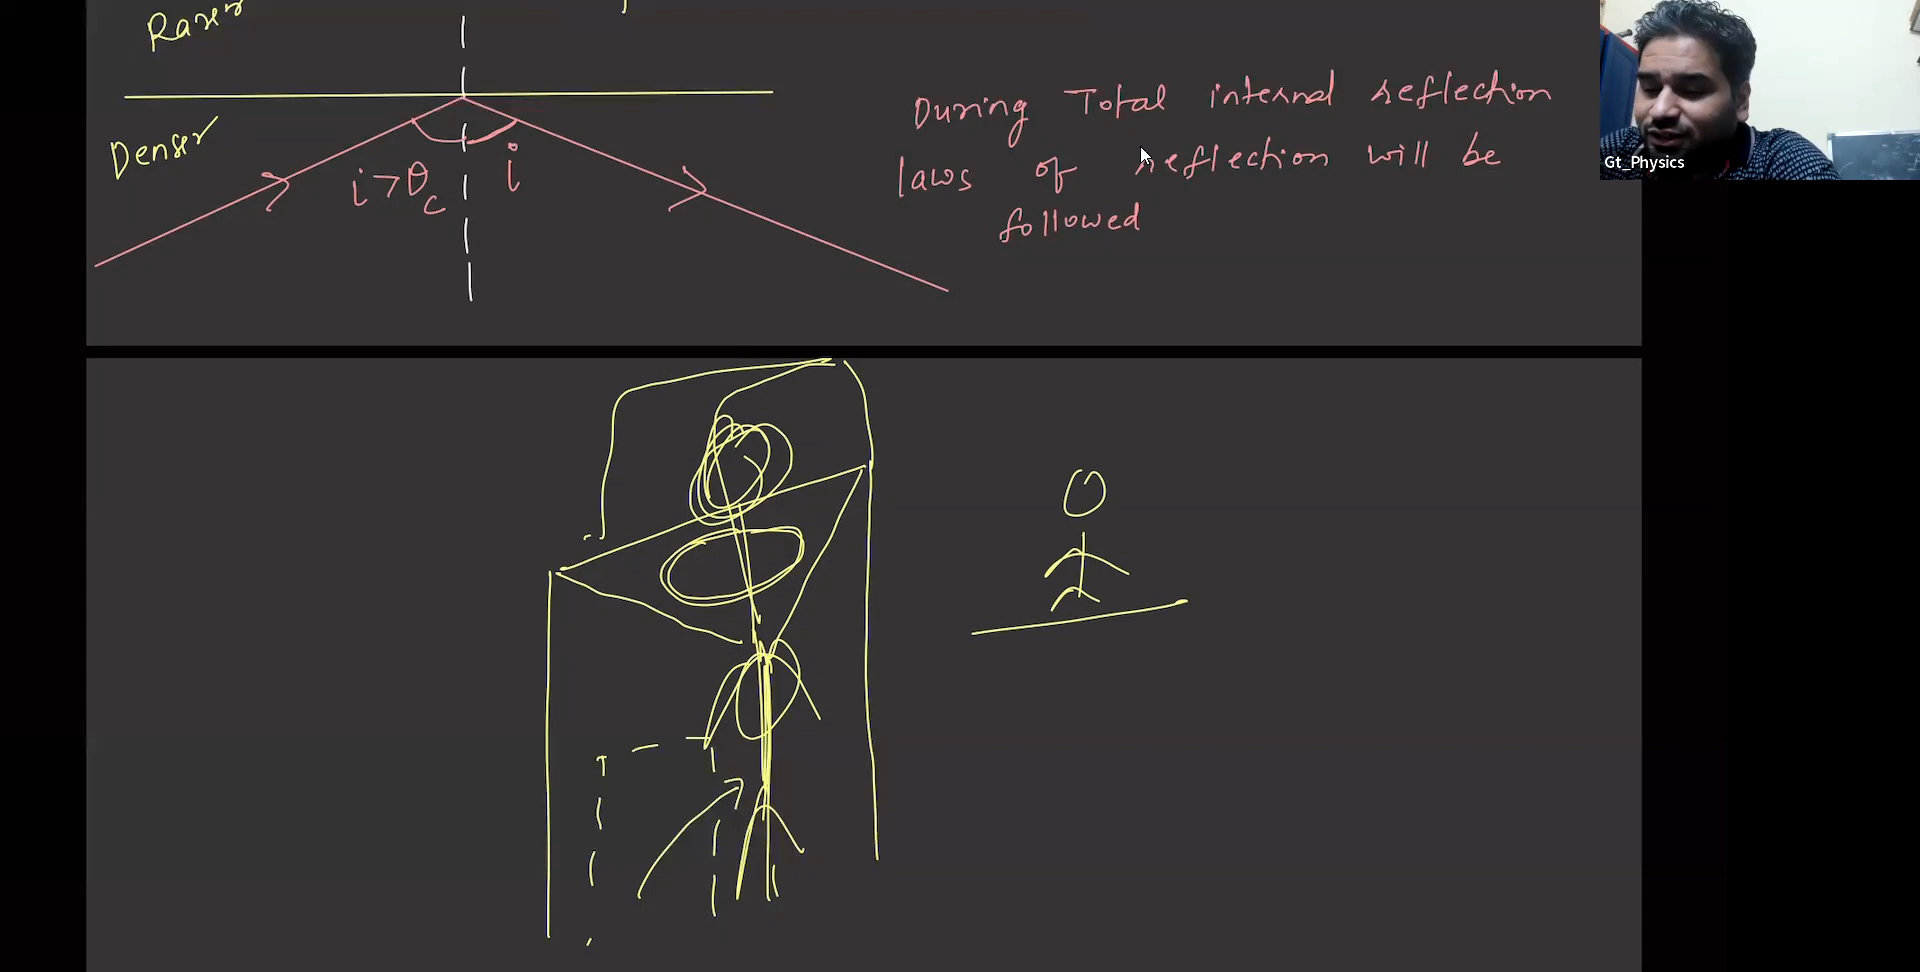 Rarer
Denser
i > θc
i
During Total internal reflection
laws of reflection will be
followed
Gt_Physics